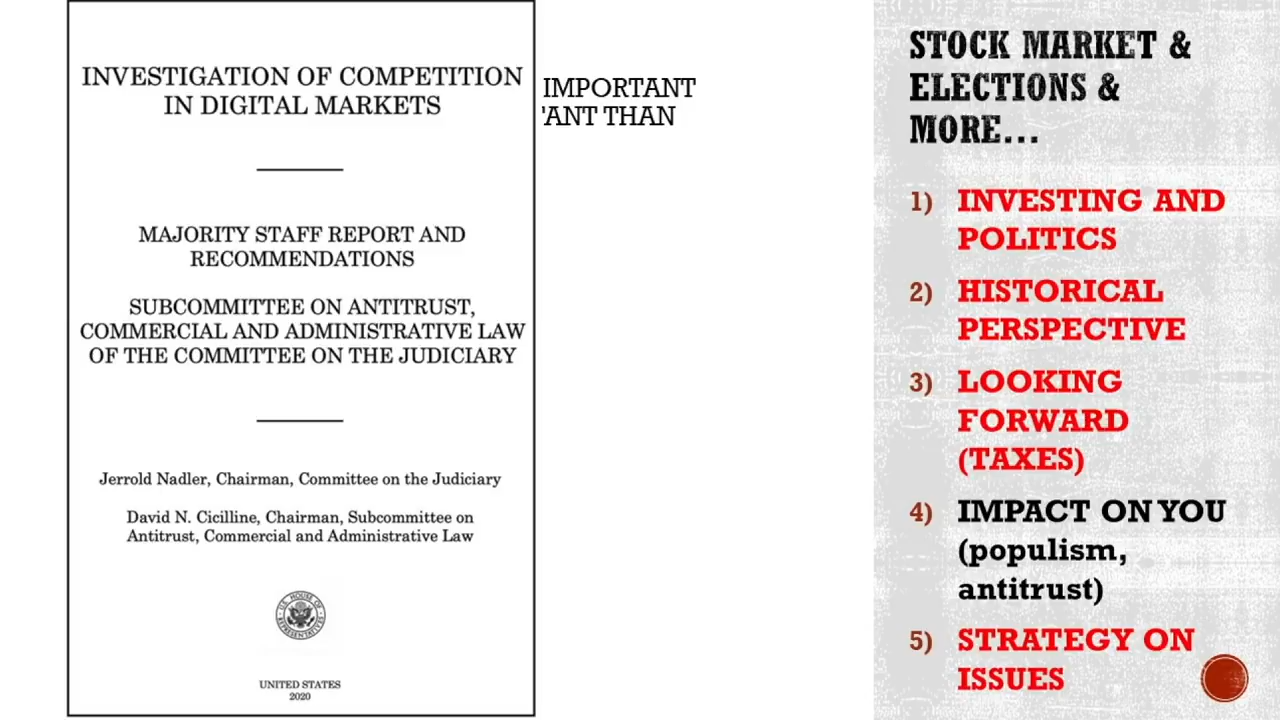 INVESTIGATION OF COMPETITION
IN DIGITAL MARKETS
MAJORITY STAFF REPORT AND
RECOMMENDATIONS
SUBCOMMITTEE ON ANTITRUST,
COMMERCIAL AND ADMINISTRATIVE LAW
OF THE COMMITTEE ON THE JUDICIARY
Jerrold Nadler, Chairman, Committee on the Judiciary
David N. Cicilline, Chairman, Subcommittee on
Antitrust, Commercial and Administrative Law
U.S. HOUSE OF
REPRESENTATIVES
UNITED STATES
2020
IMPORTANT
'ANT THAN
STOCK MARKET &
ELECTIONS &
MORE...
1) INVESTING AND
POLITICS
2) HISTORICAL
PERSPECTIVE
3) LOOKING
FORWARD
(TAXES)
4) IMPACT ON YOU
(populism,
antitrust)
5) STRATEGY ON
ISSUES